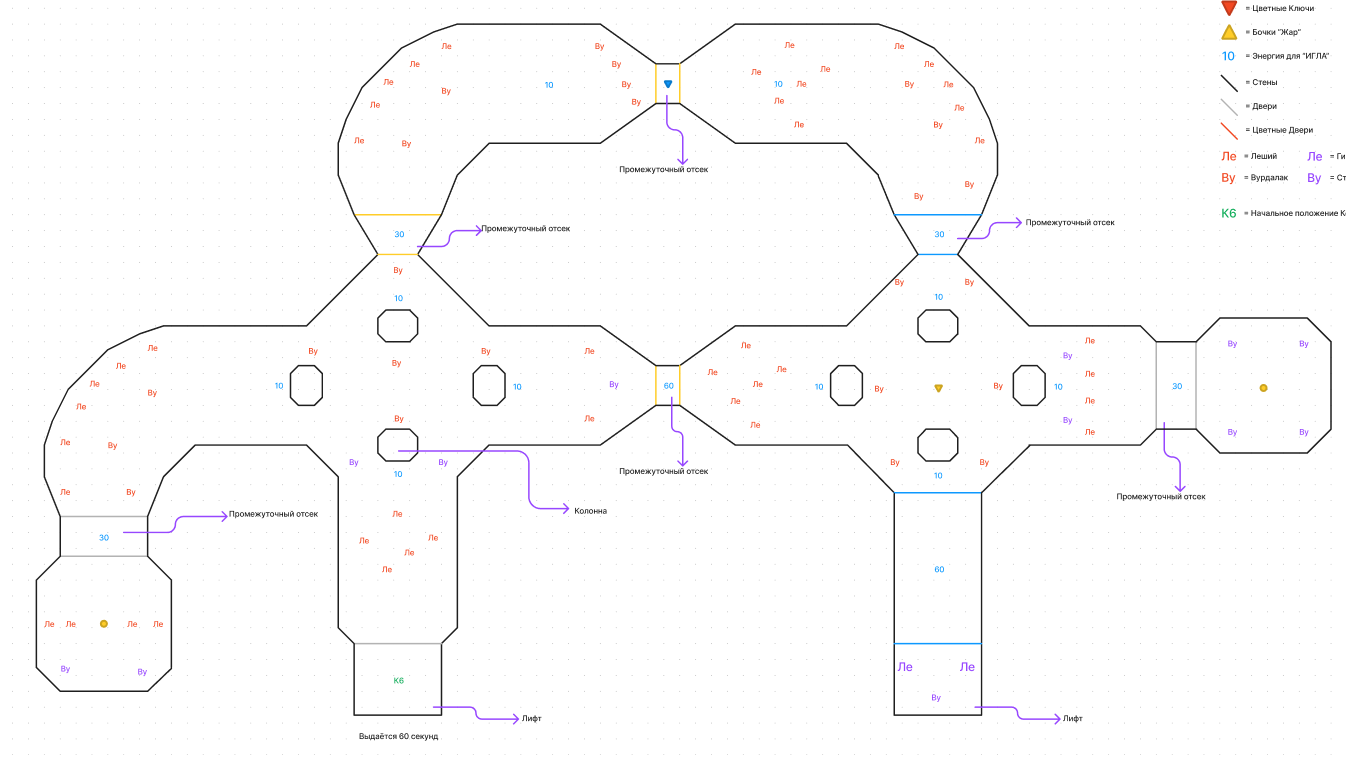 = Цветные Ключи
= Бочки "Жар"
10 = Энергия для "ИГЛА"
= Стены
= Двери
= Цветные Двери
Ле = Леший Ле = Ги
Ву = Вурдалак Ву = Ст
К6 = Начальное положение
Ле Ву Ле Ле
Ле Ву Ле Ле Ле
Ле Ву 10 10 Ле Ву Ле
Ву
Ле Ву Ле Ле
Ле Ву Ле Ву Ле
Промежуточный отсек
Ву Ле
30 Промежуточный отсек
30 Промежуточный отсек
Ву Ву Ву
10 10
Ле Ву Ву Ле Ле Ле
Ле Ву Ле Ле Ву
Ле Ву 10 10 Ву 60 Ле 10 Ву Ву 10 Ле 30
Ле Ле Ле
Ву Ву
Ву Ву
Ву Ле Ле Ву Ле
Ле Ву Ву Ву Ву Ву
10 10
Промежуточный отсек
Ле Ву
Промежуточный отсек
Колонна
Промежуточный отсек
30
Ле
Ле Ле
Ле
Ле
60
Ле Ле Ле Ле
Ву Ву
К6
Ле Ле
Ву
Лифт
Лифт
Выдаётся 60 секунд